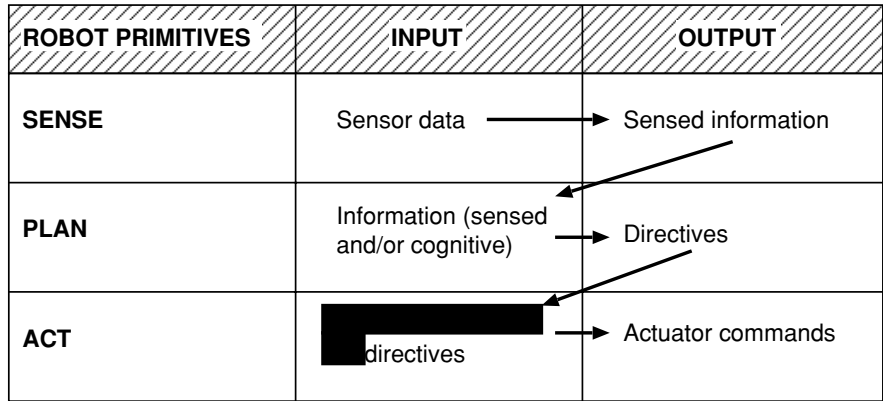 ROBOT PRIMITIVES INPUT OUTPUT
SENSE Sensor data Sensed information
PLAN Information (sensed
and/or cognitive) Directives
ACT Actuator commands
directives